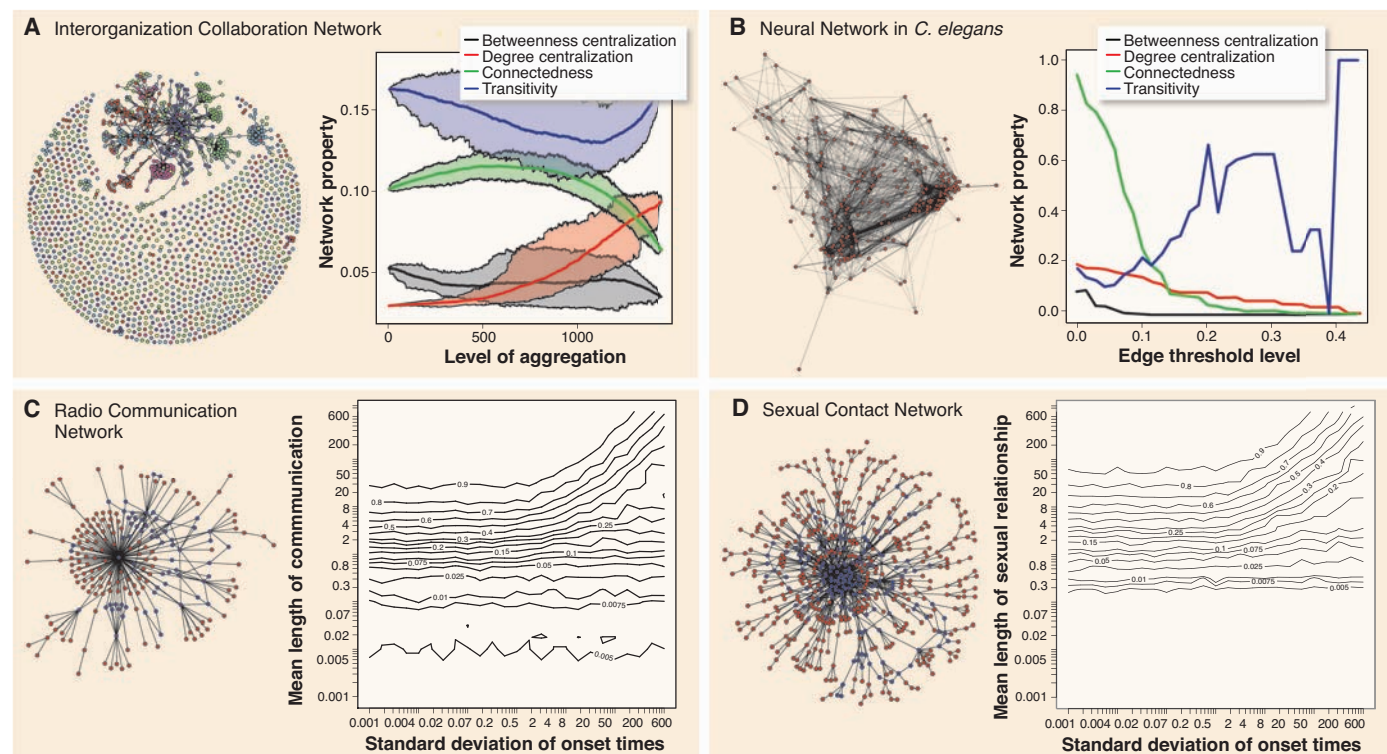 A Interorganization Collaboration Network
Betweenness centralization
Degree centralization
Connectedness
Transitivity
Network property
0.15
0.10
0.05
0 500 1000
Level of aggregation
B Neural Network in C. elegans
Betweenness centralization
Degree centralization
Connectedness
Transitivity
Network property
1.0
0.8
0.6
0.4
0.2
0.0
0.0 0.1 0.2 0.3 0.4
Edge threshold level
C Radio Communication
Network
Mean length of commmunication
600
200
50
20
8
4
2
0.8
0.3
0.07
0.02
0.005
0.001
0.9
0.8
0.7
0.6
0.5
0.4
0.25
0.3
0.2
0.15
0.1
0.075
0.05
0.025
0.01
0.0075
0.005
0.001 0.004 0.02 0.07 0.2 0.5 2 4 8 20 50 200 600
Standard deviation of onset times
D Sexual Contact Network
Mean length of sexual relationship
600
200
50
20
8
4
2
0.8
0.3
0.07
0.02
0.005
0.001
0.9
0.8
0.7
0.5
0.4
0.6
0.3
0.2
0.25
0.15
0.1
0.075
0.05
0.025
0.01
0.0075
0.005
0.001 0.004 0.02 0.07 0.2 0.5 2 4 8 20 50 200 600
Standard deviation of onset times